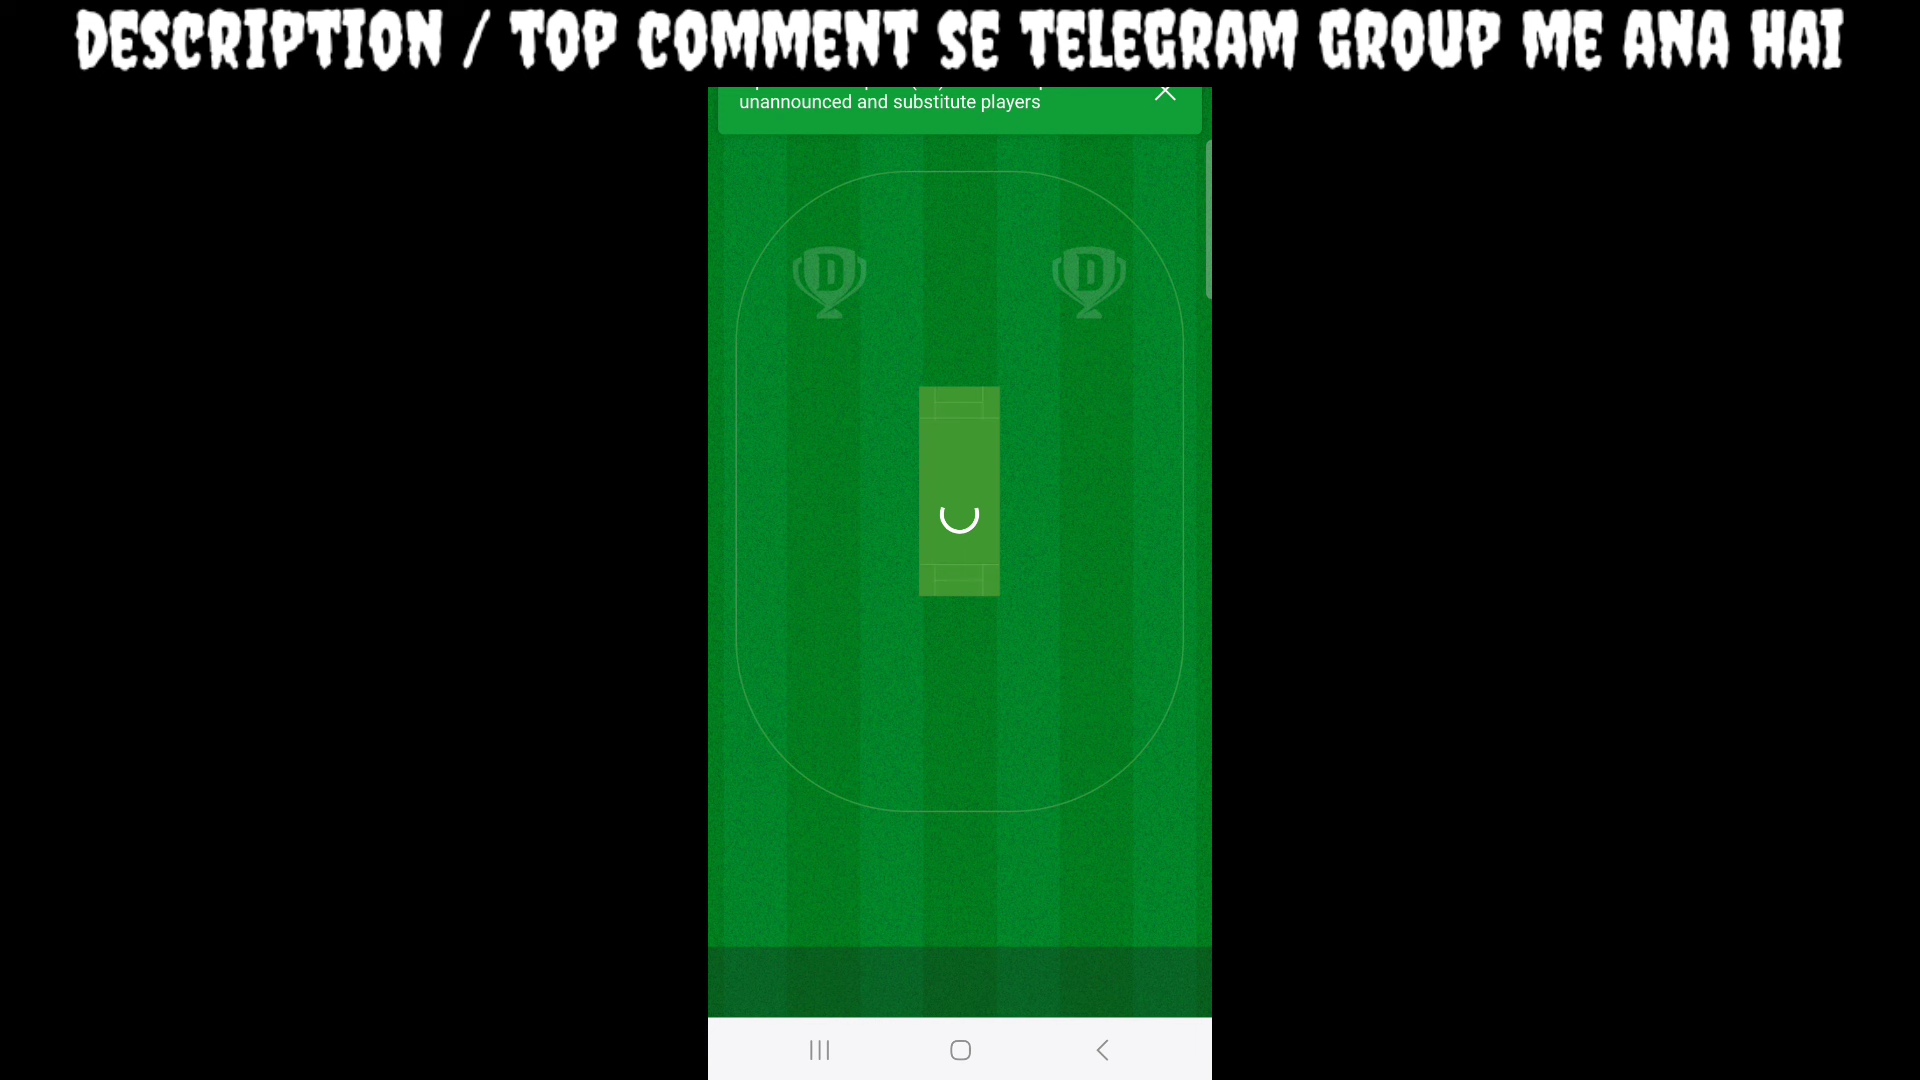 DESCRIPTION / TOP COMMENT SE TELEGRAM GROUP ME ANA HAI
unannounced and substitute players
D D